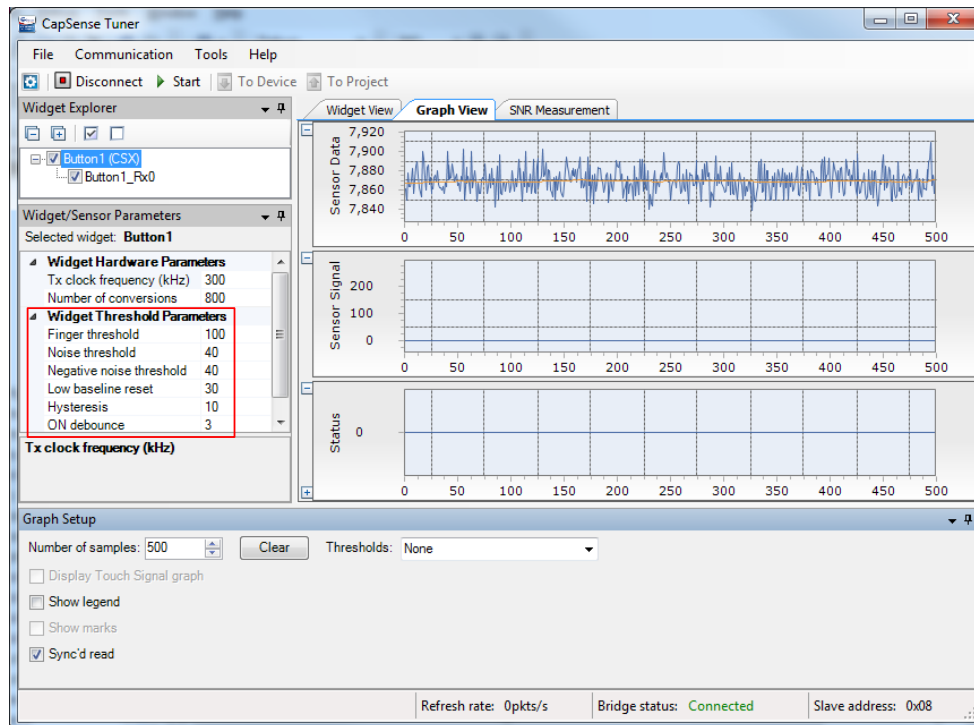 CapSense Tuner
File Communication Tools Help
Disconnect Start To Device To Project
Widget Explorer
Button1 (CSX)
Button1_Rx0
Widget/Sensor Parameters
Selected widget: Button1
Widget Hardware Parameters
Tx clock frequency (kHz) 300
Number of conversions 800
Widget Threshold Parameters
Finger threshold 100
Noise threshold 40
Negative noise threshold 40
Low baseline reset 30
Hysteresis 10
ON debounce 3
Tx clock frequency (kHz)
Widget View Graph View SNR Measurement
Sensor Data
7,920
7,900
7,880
7,860
7,840
0 50 100 150 200 250 300 350 400 450 500
Sensor Signal
200
100
0
0 50 100 150 200 250 300 350 400 450 500
Status
0
0 50 100 150 200 250 300 350 400 450 500
Graph Setup
Number of samples: 500 Clear Thresholds: None
Display Touch Signal graph
Show legend
Show marks
Sync'd read
Refresh rate: 0pkts/s Bridge status: Connected Slave address: 0x08